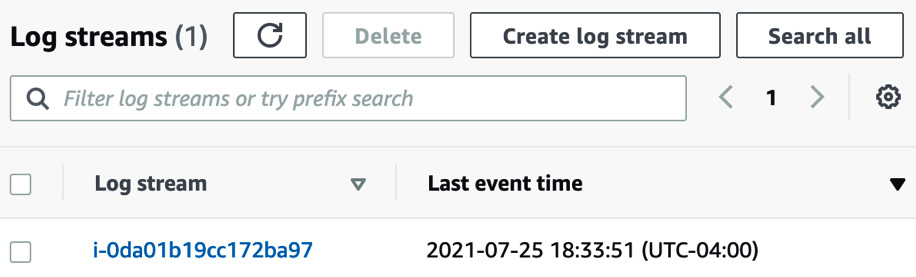 Log streams (1) Delete Create log stream Search all
Filter log streams or try prefix search 1
Log stream Last event time
i-0da01b19cc172ba97 2021-07-25 18:33:51 (UTC-04:00)